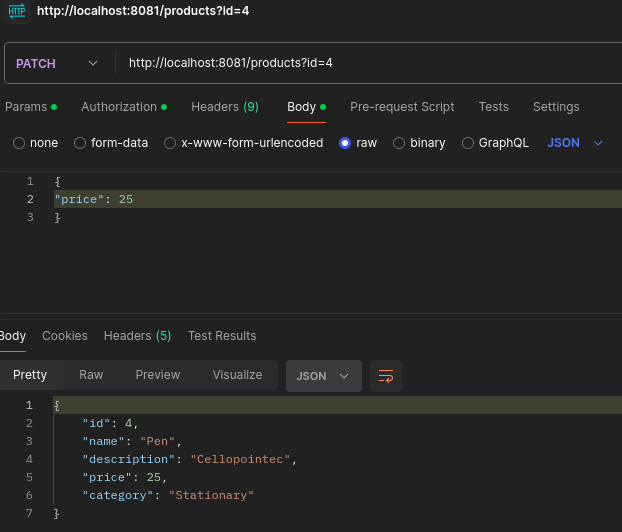 HTTP http://localhost:8081/products?id=4
PATCH http://localhost:8081/products?id=4
Params Authorization Headers (9) Body Pre-request Script Tests Settings
none form-data x-www-form-urlencoded raw binary GraphQL JSON
1 {
2 "price": 25
3 }
Body Cookies Headers (5) Test Results
Pretty Raw Preview Visualize JSON
1 {
2 "id": 4,
3 "name": "Pen",
4 "description": "Cellopointec",
5 "price": 25,
6 "category": "Stationary"
7 }